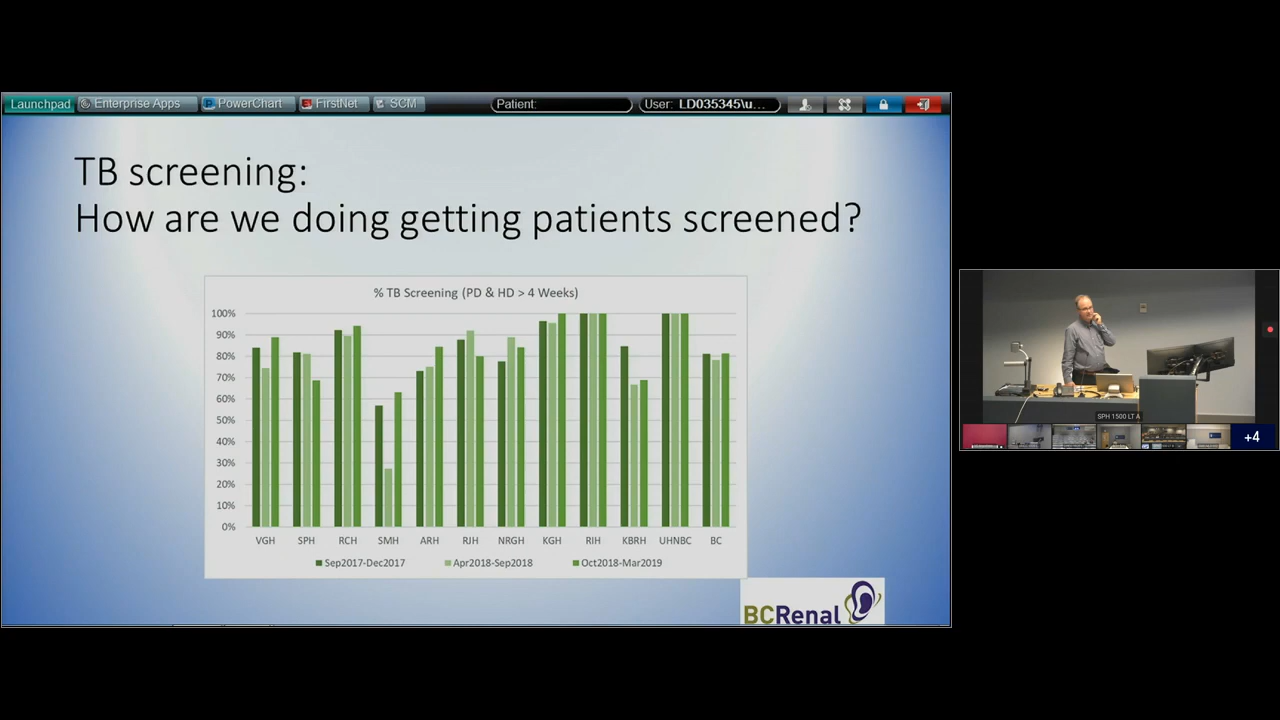 Launchpad Enterprise Apps PowerChart FirstNet SCM Patient: User: LD035345\u...
TB screening:
How are we doing getting patients screened?
% TB Screening (PD & HD > 4 Weeks)
100%
90%
80%
70%
60%
50%
40%
30%
20%
10%
0%
VGH SPH RCH SMH ARH RJH NRGH KGH RIH KBRH UHNBC BC
Sep2017-Dec2017 Apr2018-Sep2018 Oct2018-Mar2019
BCRenal
SPH 1500 LT A
+4